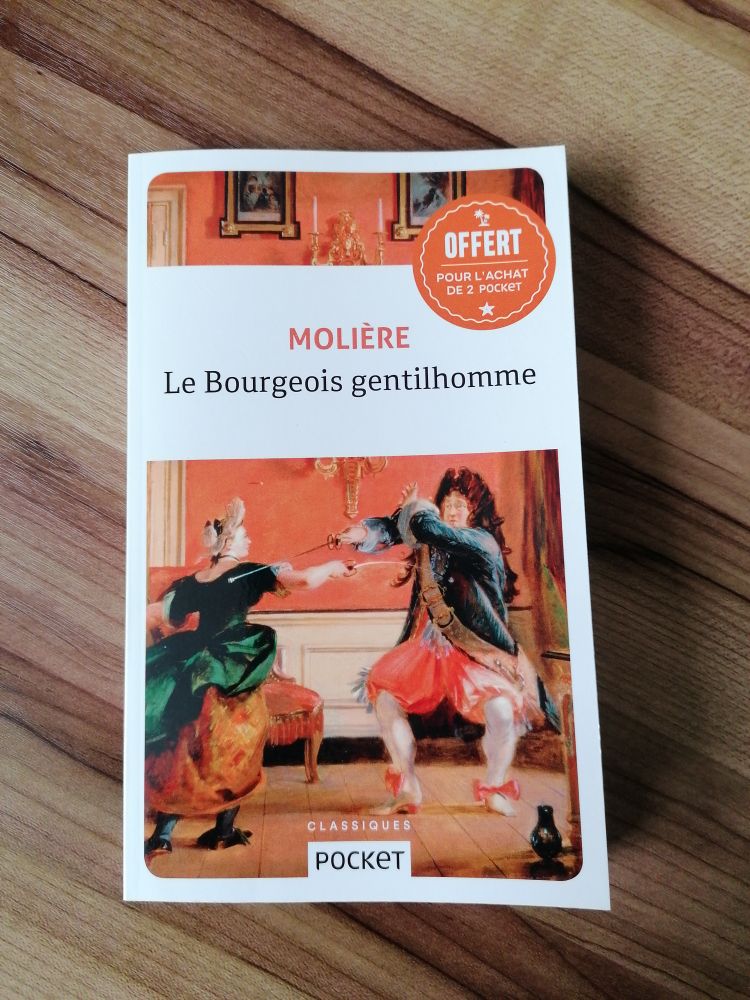 OFFERT
POUR L'ACHAT
DE 2 POCKET
MOLIÈRE
Le Bourgeois gentilhomme
CLASSIQUES
POCKET